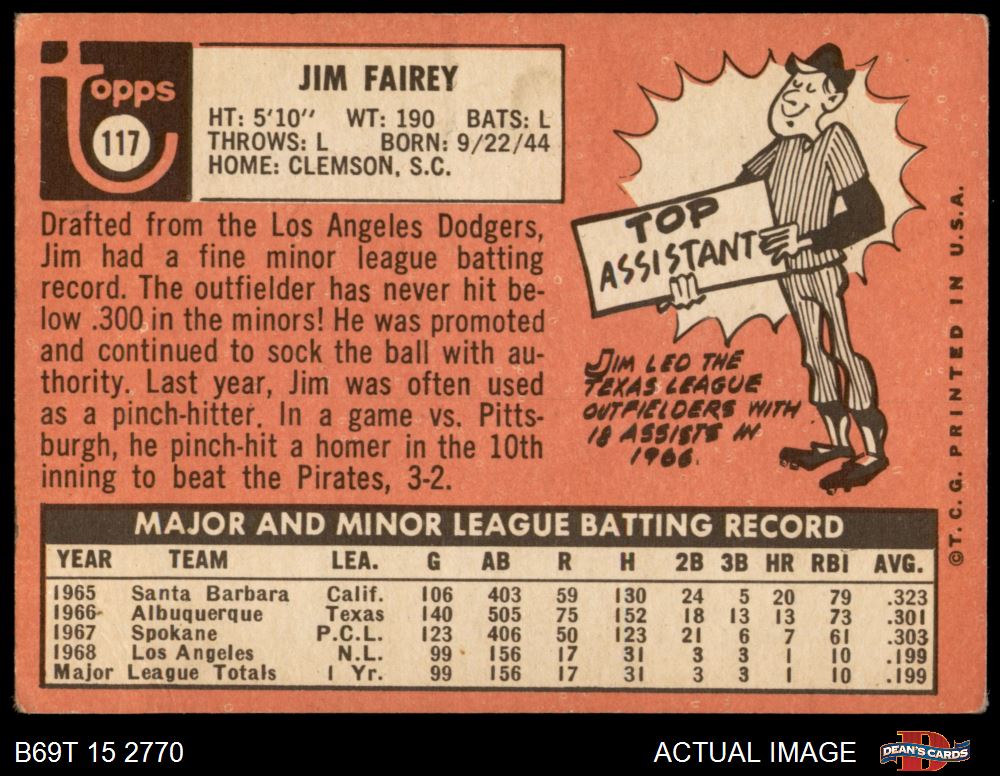 topps
117
JIM FAIREY
HT: 5'10" WT: 190 BATS: L
THROWS: L BORN: 9/22/44
HOME: CLEMSON, S.C.
Drafted from the Los Angeles Dodgers,
Jim had a fine minor league batting
record. The outfielder has never hit be-
low .300 in the minors! He was promoted
and continued to sock the ball with au-
thority. Last year, Jim was often used
as a pinch-hitter. In a game vs. Pitts-
burgh, he pinch-hit a homer in the 10th
inning to beat the Pirates, 3-2.
TOP
ASSISTANT
JIM LED THE
TEXAS LEAGUE
OUTFIELDERS WITH
18 ASSISTS IN
1966.
©T. C. G. PRINTED IN U.S.A.
MAJOR AND MINOR LEAGUE BATTING RECORD
YEAR TEAM LEA. G AB R H 2B 3B HR RBI AVG.
1965 Santa Barbara Calif. 106 403 59 130 24 5 20 79 .323
1966 Albuquerque Texas 140 505 75 152 18 13 13 73 .301
1967 Spokane P.C.L. 123 406 50 123 21 6 7 61 .303
1968 Los Angeles N.L. 99 156 17 31 3 3 1 10 .199
Major League Totals 1 Yr. 99 156 17 31 3 3 1 10 .199
B69T 15 2770
ACTUAL IMAGE
D
DEAN'S CARDS